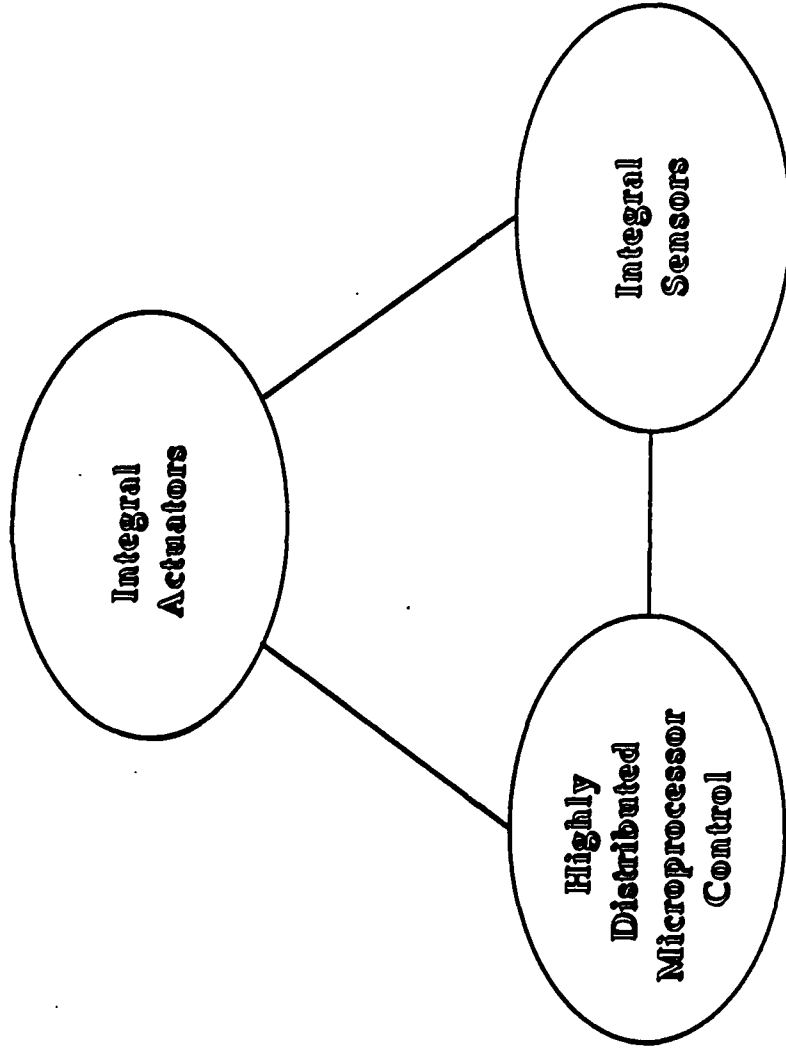 Integral
Actuators
Highly
Distributed
Microprocessor
Control
Integral
Sensors